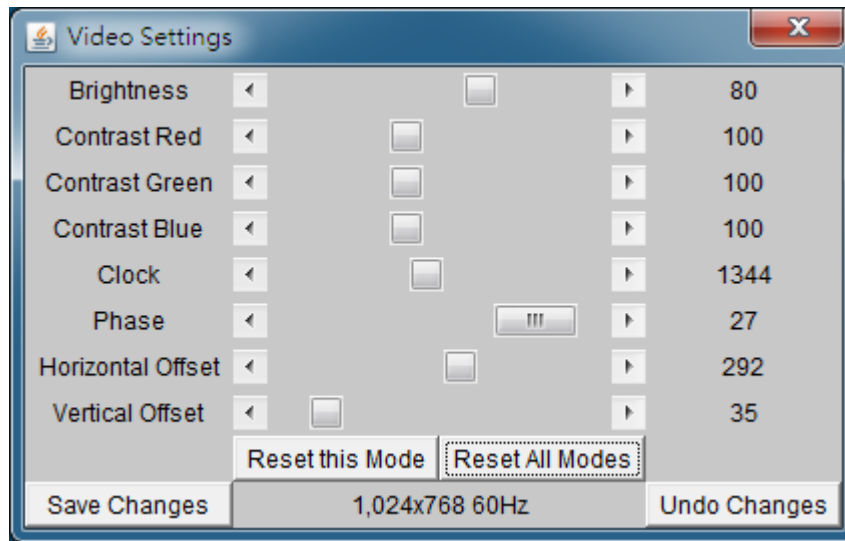 Video Settings
Brightness 80
Contrast Red 100
Contrast Green 100
Contrast Blue 100
Clock 1344
Phase 27
Horizontal Offset 292
Vertical Offset 35
Reset this Mode Reset All Modes
Save Changes 1,024x768 60Hz Undo Changes